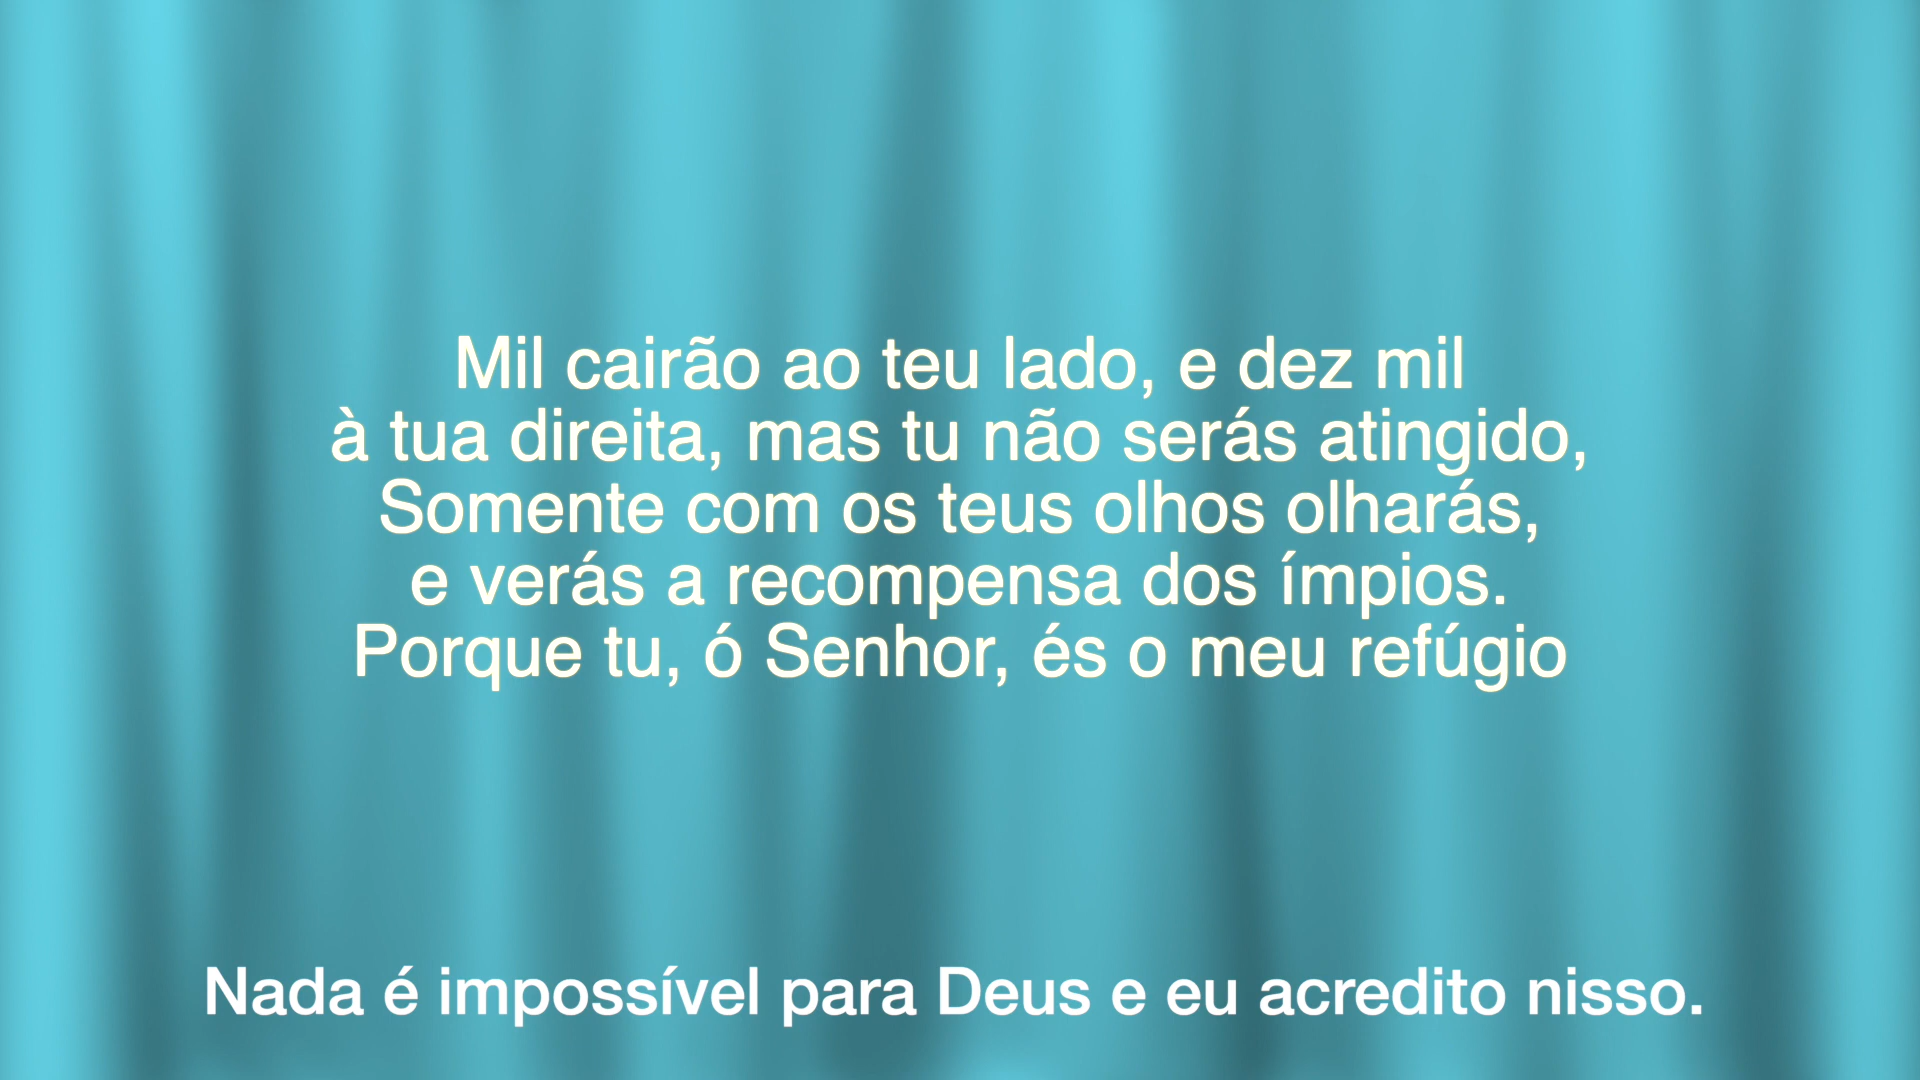 Mil cairão ao teu lado, e dez mil
à tua direita, mas tu não serás atingido,
Somente com os teus olhos olharás,
e verás a recompensa dos ímpios.
Porque tu, ó Senhor, és o meu refúgio
Nada é impossível para Deus e eu acredito nisso.